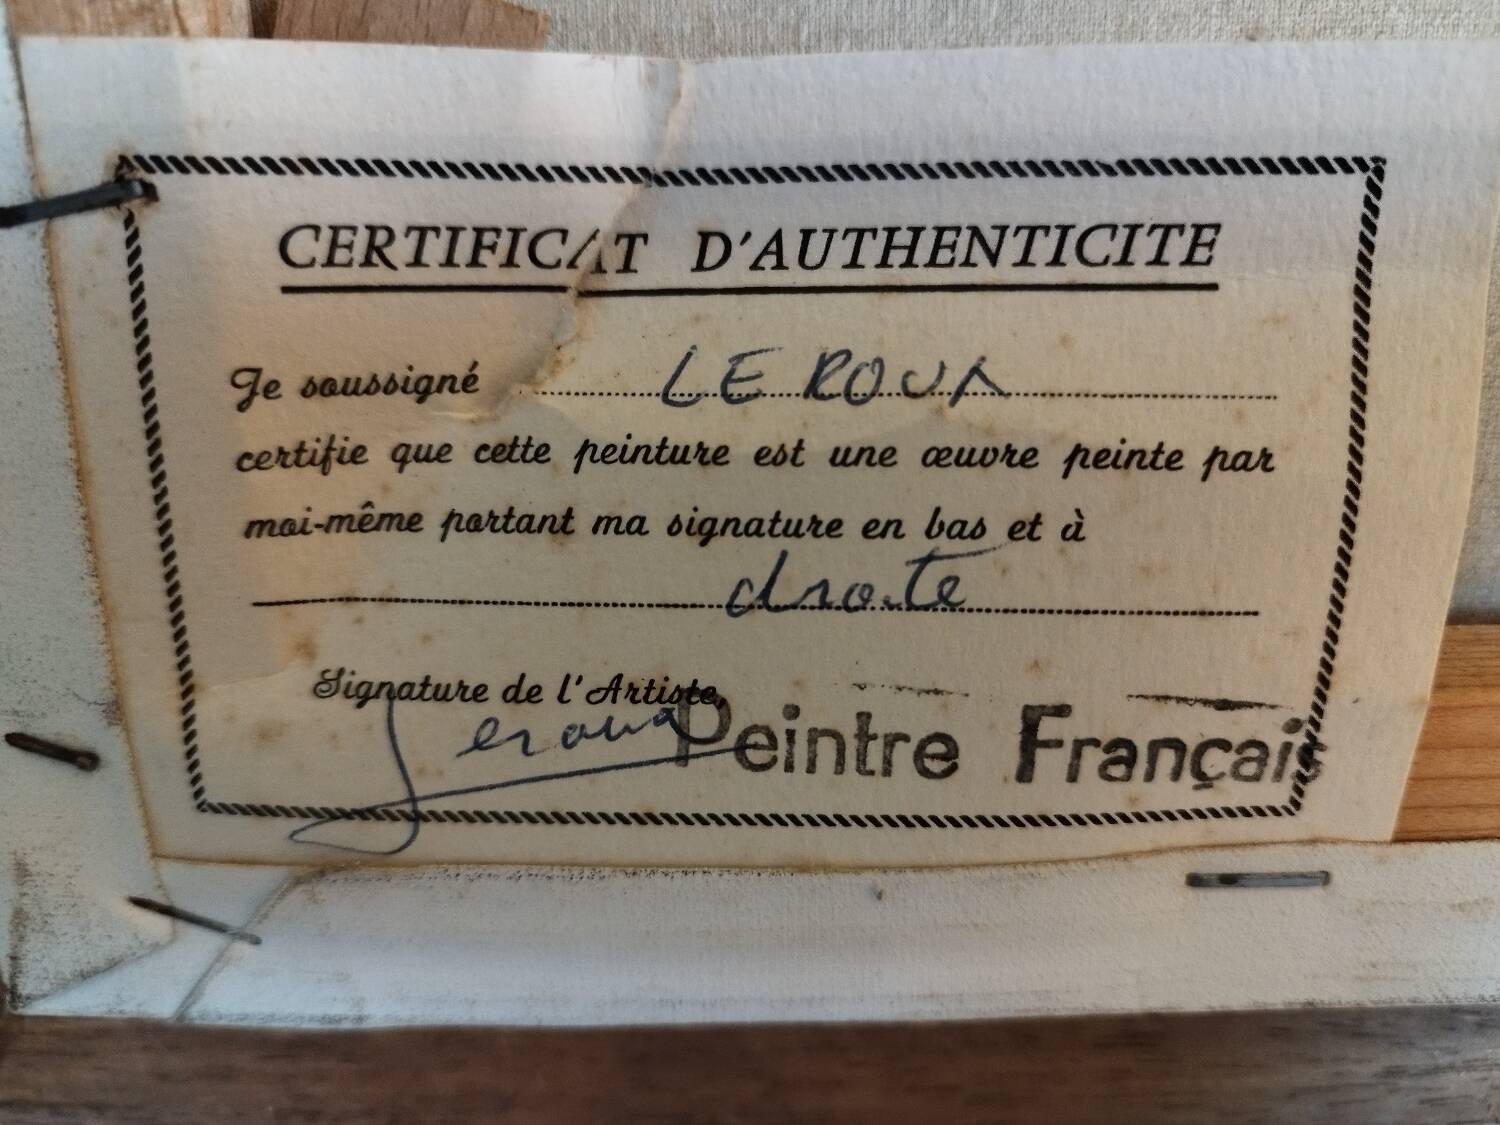 CERTIFICAT D'AUTHENTICITE
Je soussigné LE ROUX
certifie que cette peinture est une œuvre peinte par
moi-même portant ma signature en bas et à
droite
Signature de l'Artiste,
Leroux Peintre Français